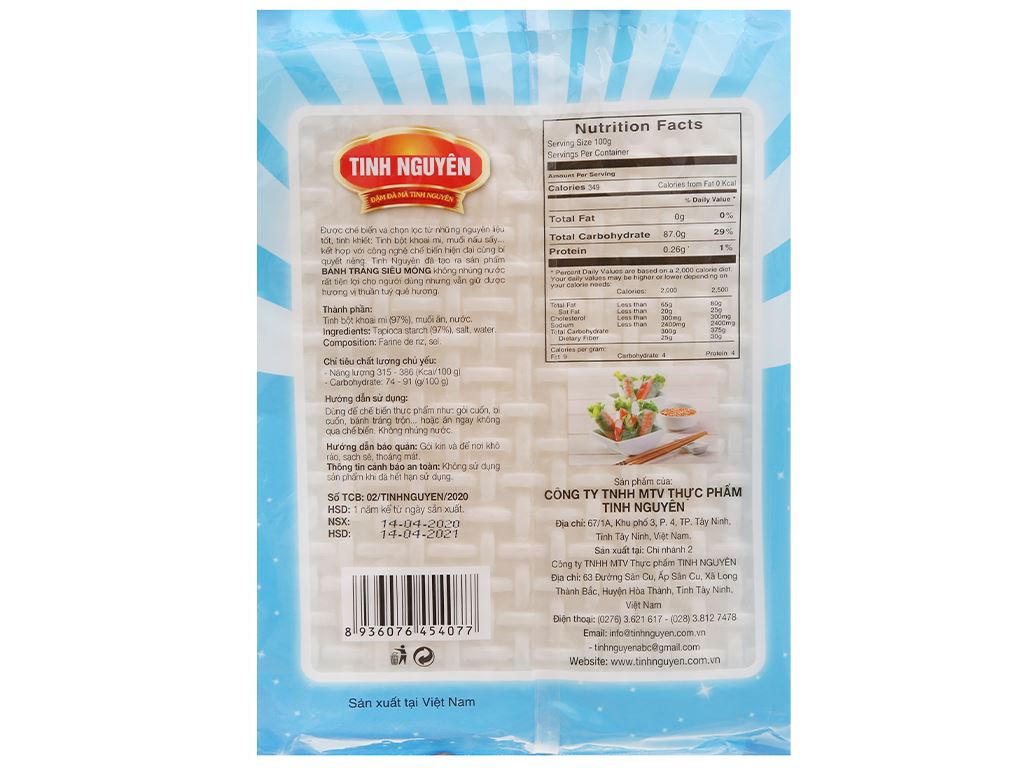 TINH NGUYÊN
ĐẬM ĐÀ MÀ TINH NGUYÊN
Được chế biến và chọn lọc từ những nguyên liệu
tốt, tinh khiết: Tinh bột khoai mì, muối nấu sấy...
kết hợp với công nghệ chế biến hiện đại cùng bí
quyết riêng. Tinh Nguyên đã tạo ra sản phẩm
BÁNH TRÁNG SIÊU MỎNG không nhúng nước
rất tiện lợi cho người dùng nhưng vẫn giữ được
hương vị thuần tuý quê hương.
Thành phần:
Tinh bột khoai mì (97%), muối ăn, nước.
Ingredients: Tapioca starch (97%), salt, water.
Composition: Farine de riz, sel.
Chỉ tiêu chất lượng chủ yếu:
- Năng lượng 315 - 386 (Kcal/100 g)
- Carbohydrate: 74 - 91 (g/100 g)
Hướng dẫn sử dụng:
Dùng để chế biến thực phẩm như: gỏi cuốn, bì
cuốn, bánh tráng trộn... hoặc ăn ngay không
qua chế biến. Không nhúng nước.
Hướng dẫn bảo quản: Gói kín và để nơi khô
ráo, sạch sẽ, thoáng mát.
Thông tin cảnh báo an toàn: Không sử dụng
sản phẩm khi đã hết hạn sử dụng.
Số TCB: 02/TINHNGUYEN/2020
HSD: 1 năm kể từ ngày sản xuất.
NSX: 14-04-2020
HSD: 14-04-2021
8 936076 454077
Sản xuất tại Việt Nam
Nutrition Facts
Serving Size 100g
Servings Per Container
Amount Per Serving
Calories 349 Calories from Fat 0 Kcal
% Daily Value *
Total Fat 0g 0%
Total Carbohydrate 87.0g 29%
Protein 0.26g 1%
* Percent Daily Values are based on a 2,000 calorie diet.
Your daily values may be higher or lower depending on
your calorie needs:
Calories: 2,000 2,500
Total Fat Less than 65g 80g
Sat Fat Less than 20g 25g
Cholesterol Less than 300mg 300mg
Sodium Less than 2400mg 2400mg
Total Carbohydrate 300g 375g
Dietary Fiber 25g 30g
Calories per gram:
Fat 9 Carbohydrate 4 Protein 4
Sản phẩm của:
CÔNG TY TNHH MTV THỰC PHẨM
TINH NGUYÊN
Địa chỉ: 67/1A, Khu phố 3, P. 4, TP. Tây Ninh,
Tỉnh Tây Ninh, Việt Nam.
Sản xuất tại: Chi nhánh 2
Công ty TNHH MTV Thực phẩm TINH NGUYÊN
Địa chỉ: 63 Đường Sân Cu, Ấp Sân Cu, Xã Long
Thành Bắc, Huyện Hòa Thành, Tỉnh Tây Ninh,
Việt Nam
Điện thoại: (0276) 3.621 617 - (028) 3.812 7478
Email: info@tinhnguyen.com.vn
- tinhnguyenabc@gmail.com
Website: www.tinhnguyen.com.vn